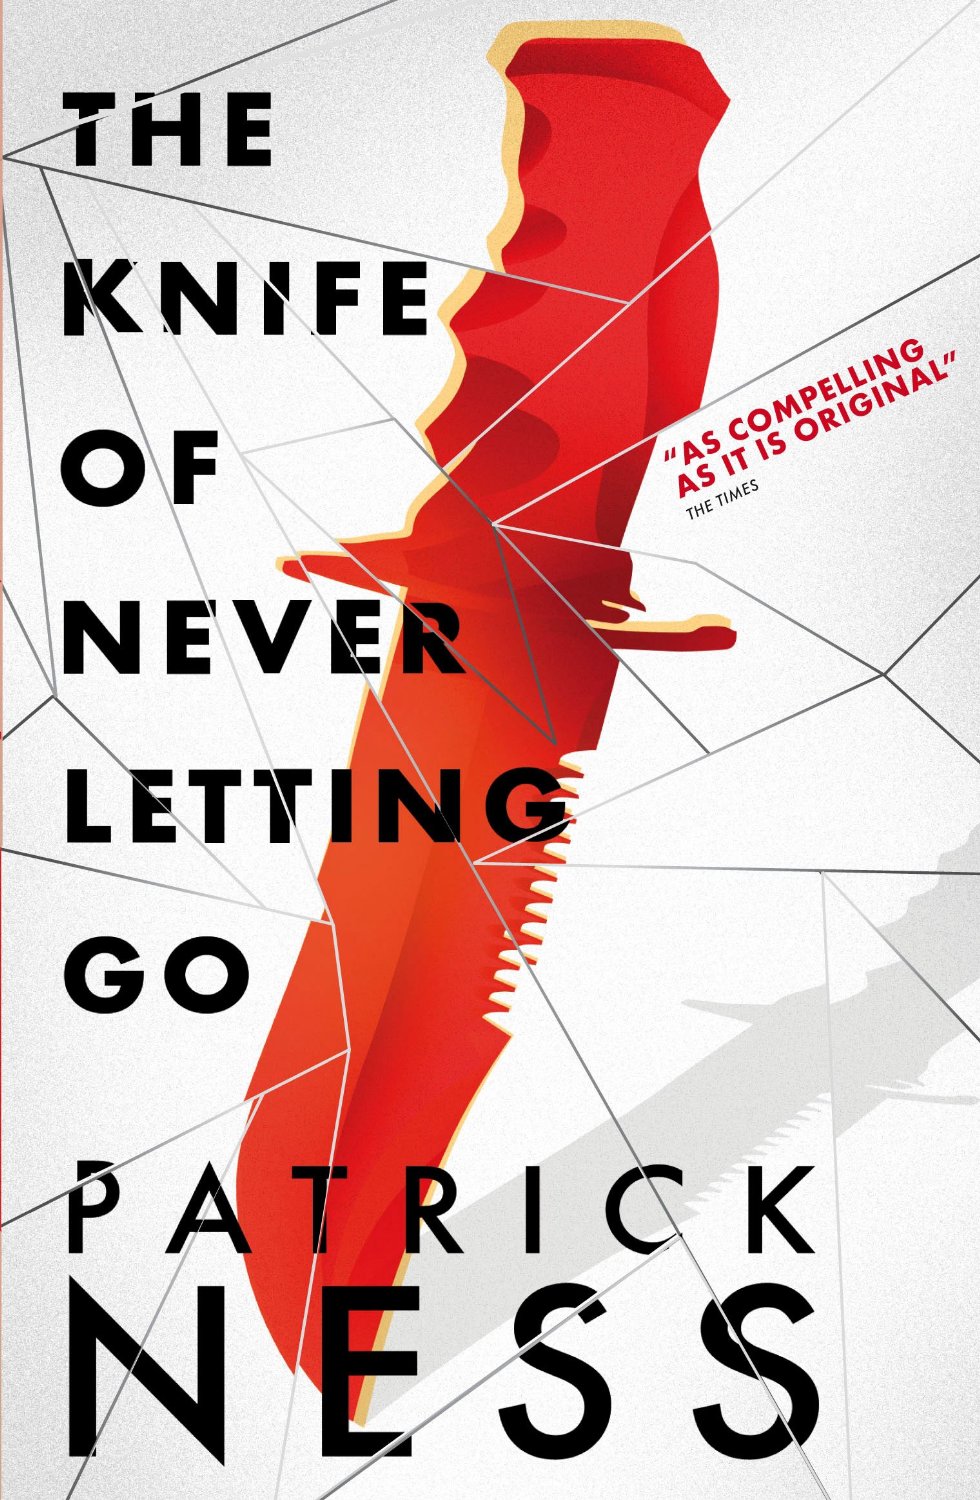 THE
KNIFE
OF
NEVER
LETTING
GO
"AS COMPELLING
AS IT IS ORIGINAL"
THE TIMES
PATRICK
NESS